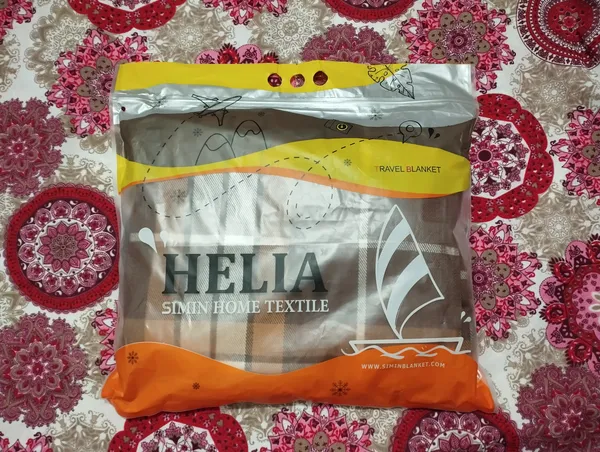 TRAVEL BLANKET
HELIA
SIMIN HOME TEXTILE
WWW.SIMINBLANKET.COM